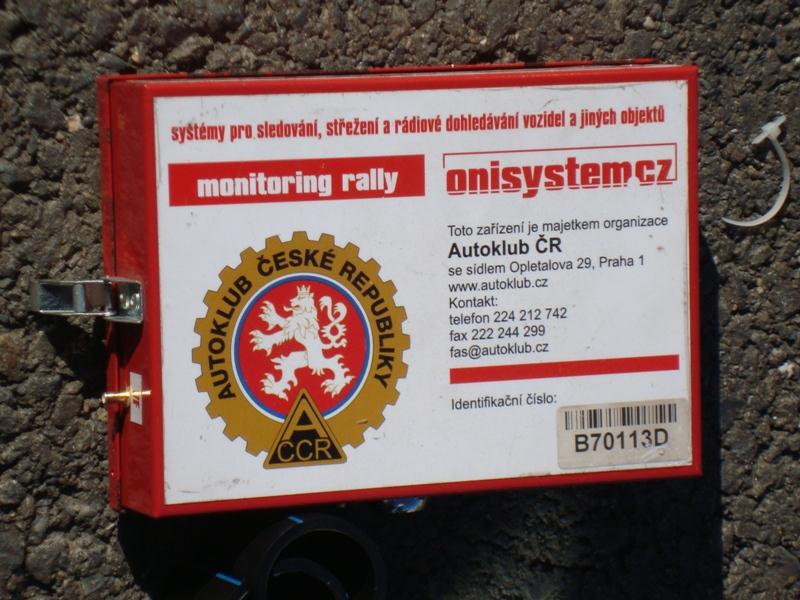 systémy pro sledování, střežení a rádiové dohledávání vozidel a jiných objektů
monitoring rally
onisystem.cz
AUTOKLUB ČESKÉ REPUBLIKY
A
CCR
Toto zařízení je majetkem organizace
Autoklub ČR
se sídlem Opletalova 29, Praha 1
www.autoklub.cz
Kontakt:
telefon 224 212 742
fax 222 244 299
fas@autoklub.cz
Identifikační číslo:
B70113D